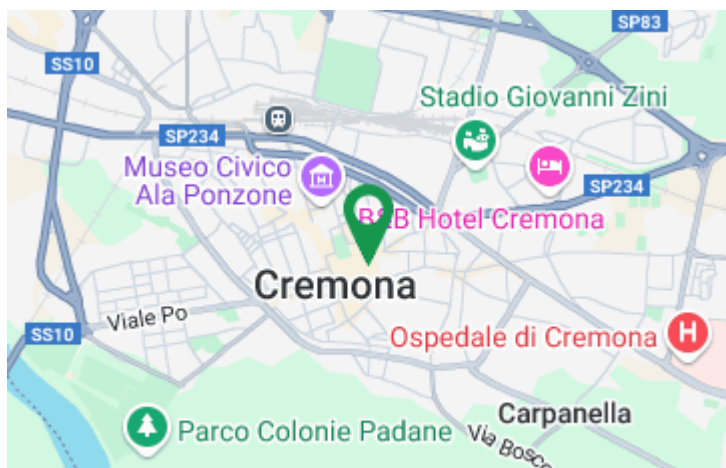 SP83
SS10
Stadio Giovanni Zini
SP234
Museo Civico
Ala Ponzone
SP234
B&B Hotel Cremona
Cremona
Viale Po
SS10
Ospedale di Cremona
H
Carpanella
Parco Colonie Padane
Via Bosco